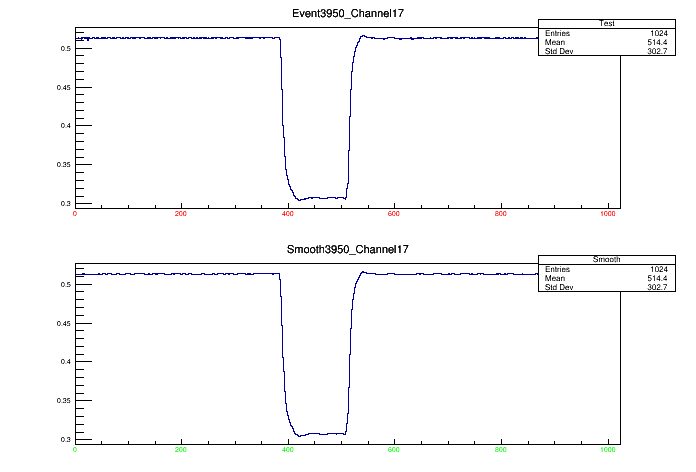 Event3950_Channel17
Test
Entries 1024
Mean 514.4
Std Dev 302.7
0.5
0.45
0.4
0.35
0.3
0 200 400 600 800 1000
Smooth3950_Channel17
Smooth
Entries 1024
Mean 514.4
Std Dev 302.7
0.5
0.45
0.4
0.35
0.3
0 200 400 600 800 1000